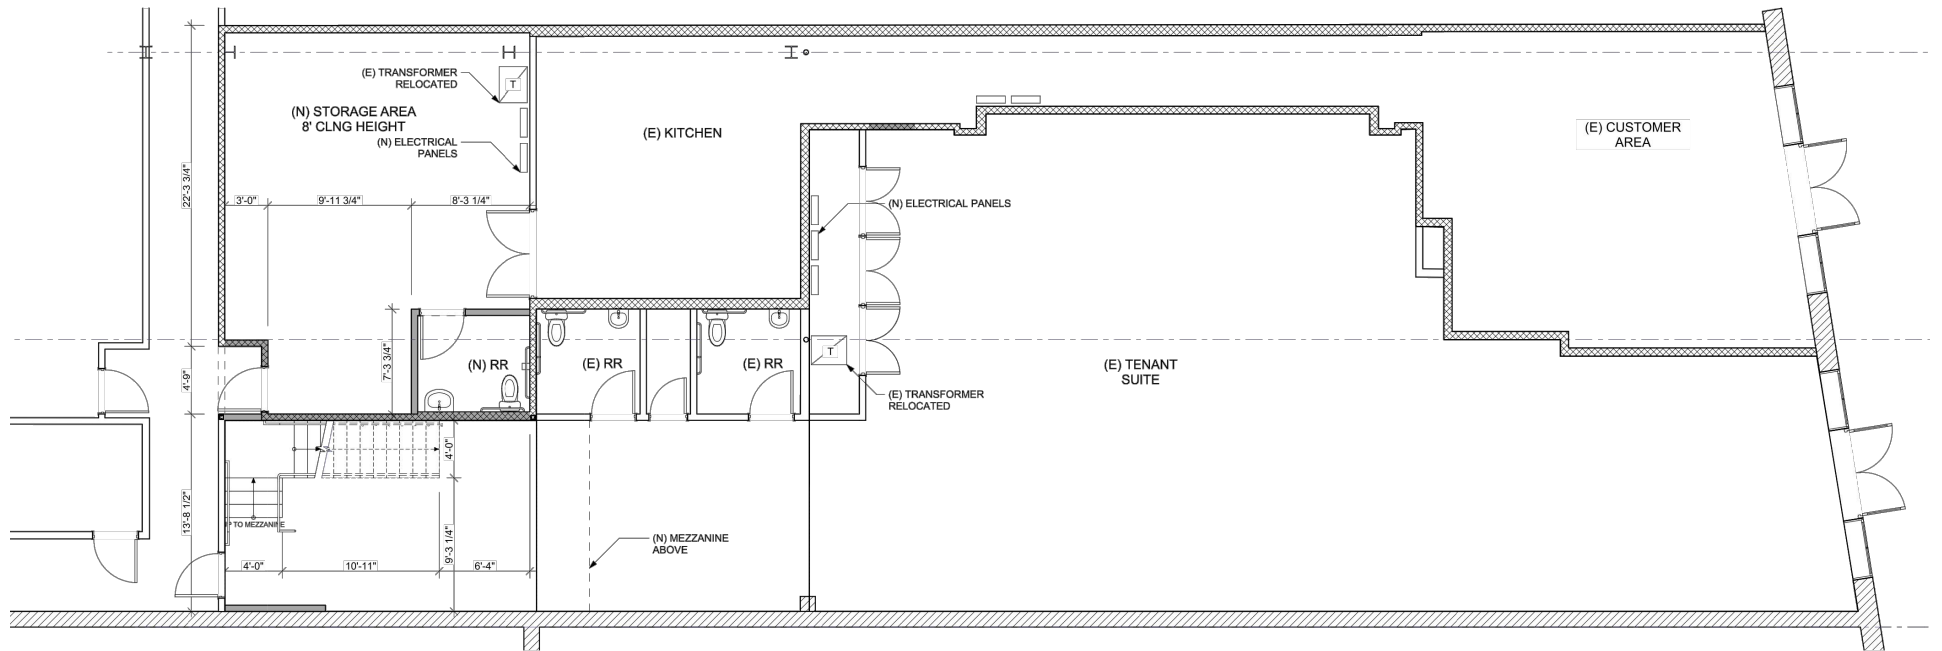 (E) TRANSFORMER
RELOCATED
T
(N) STORAGE AREA
8' CLNG HEIGHT
(N) ELECTRICAL
PANELS
(E) KITCHEN
(E) CUSTOMER
AREA
22'-3 3/4"
3'-0"
9'-11 3/4"
8'-3 1/4"
(N) ELECTRICAL PANELS
4'-9"
7'-3 3/4"
(N) RR
(E) RR
(E) RR
T
(E) TENANT
SUITE
(E) TRANSFORMER
RELOCATED
4'-0"
13'-8 1/2"
TO MEZZANINE
9'-3 1/4"
(N) MEZZANINE
ABOVE
4'-0"
10'-11"
6'-4"